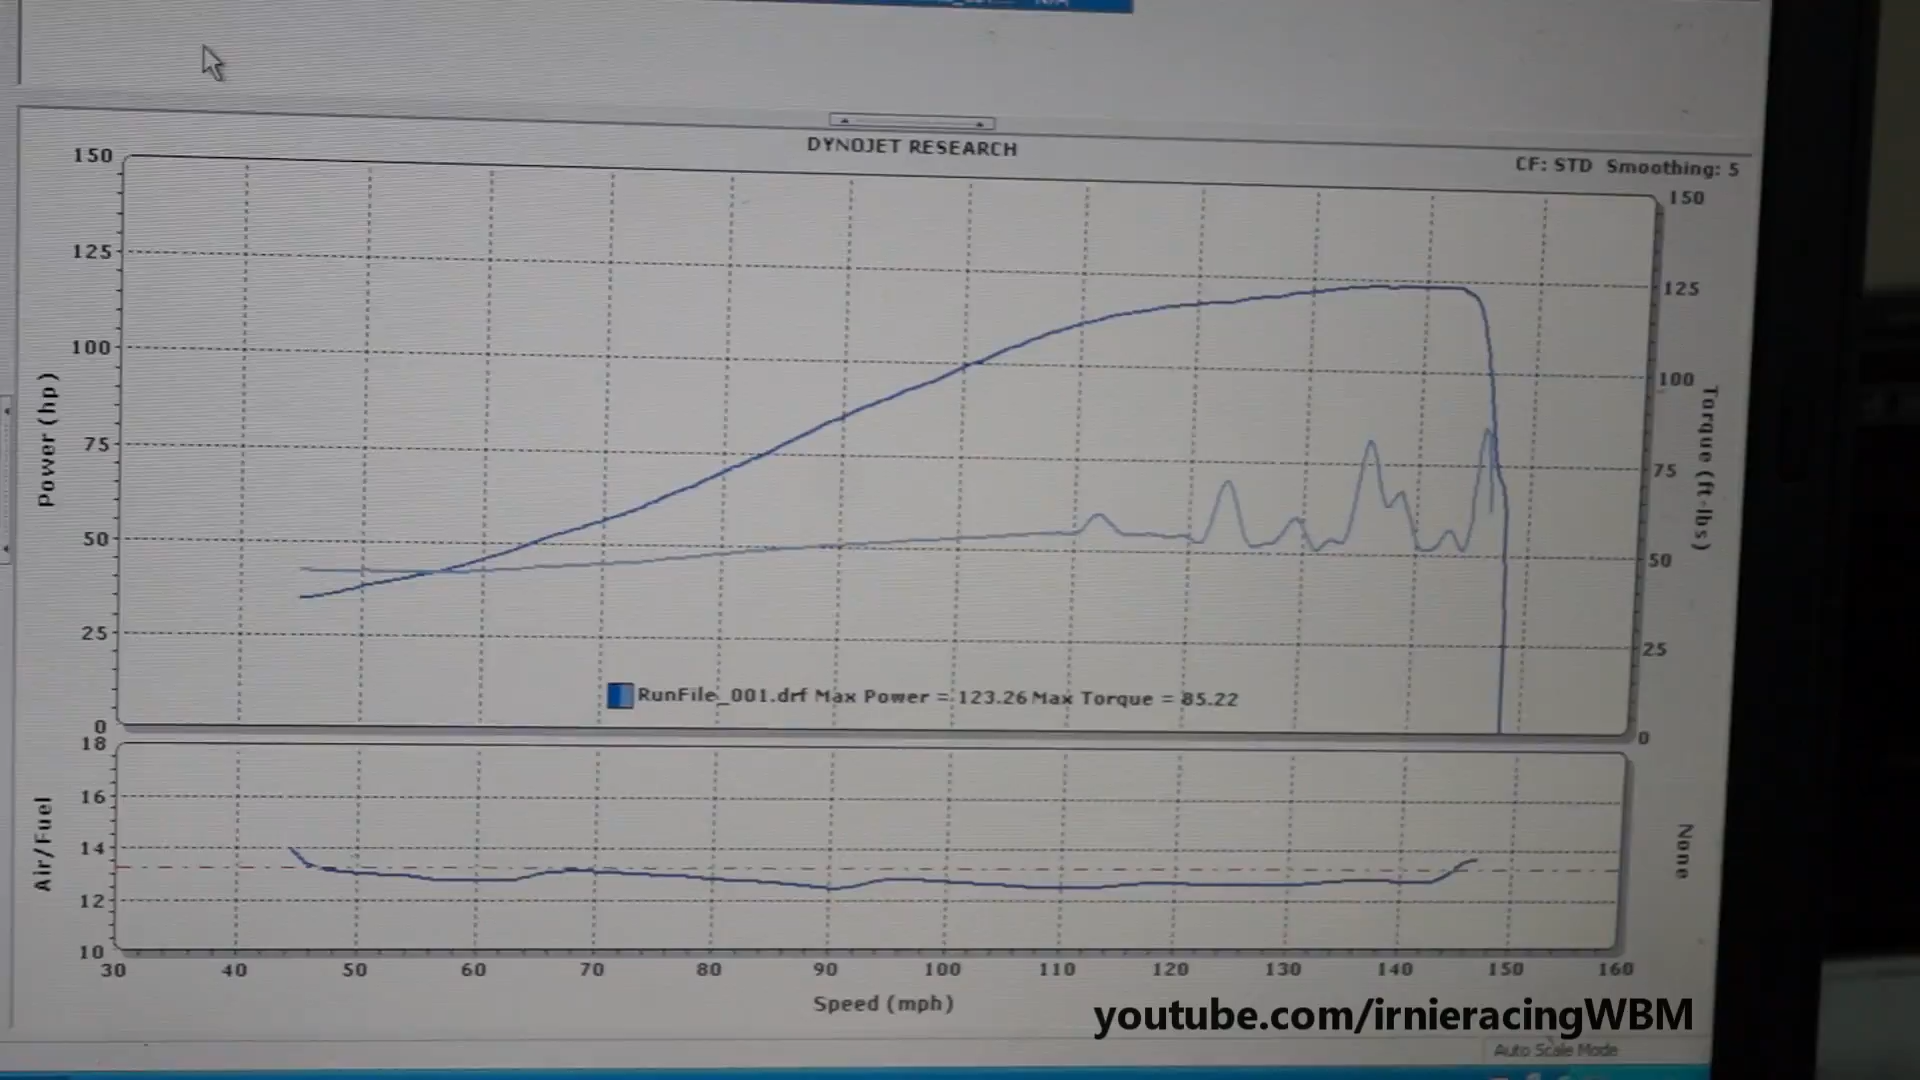 DYNOJET RESEARCH
CF: STD Smoothing: 5
150
125
100
75
50
25
0
Power (hp)
150
125
100
75
50
25
0
Torque (ft-lbs)
RunFile_001.drf Max Power = 123.26 Max Torque = 85.22
18
16
14
12
10
Air/Fuel
None
30 40 50 60 70 80 90 100 110 120 130 140 150 160
Speed (mph)
youtube.com/irnieracingWBM
Auto Scale Mode